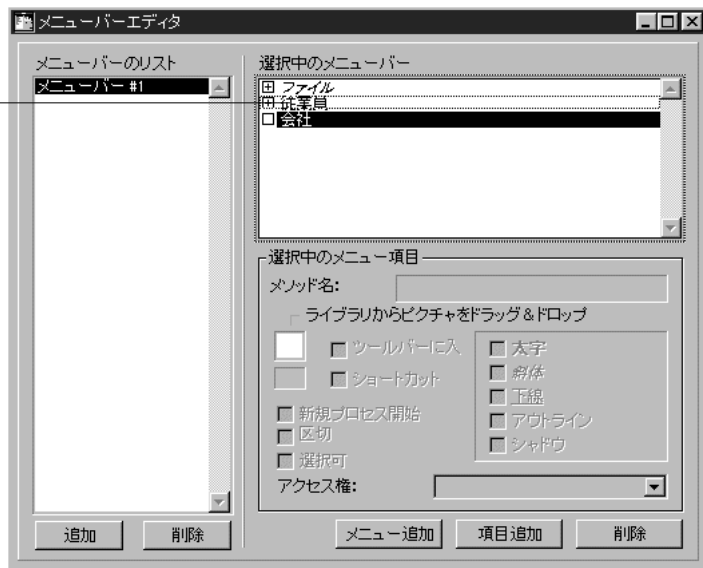 メニューバーエディタ
メニューバーのリスト
メニューバー #1
追加
削除
選択中のメニューバー
ファイル
従業員
会社
選択中のメニュー項目
メソッド名:
ライブラリからピクチャをドラッグ&ドロップ
ツールバーに入
ショートカット
新規プロセス開始
区切
選択可
太字
斜体
下線
アウトライン
シャドウ
アクセス権:
メニュー追加
項目追加
削除